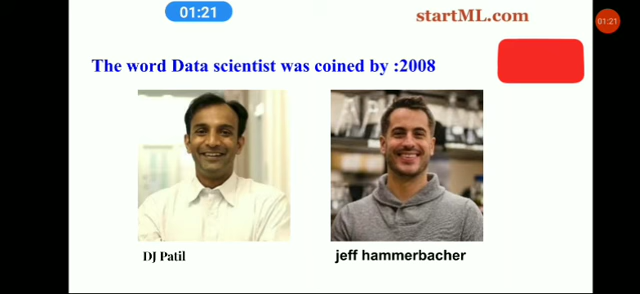 01:21
startML.com
01:21
The word Data scientist was coined by :2008
DJ Patil
jeff hammerbacher